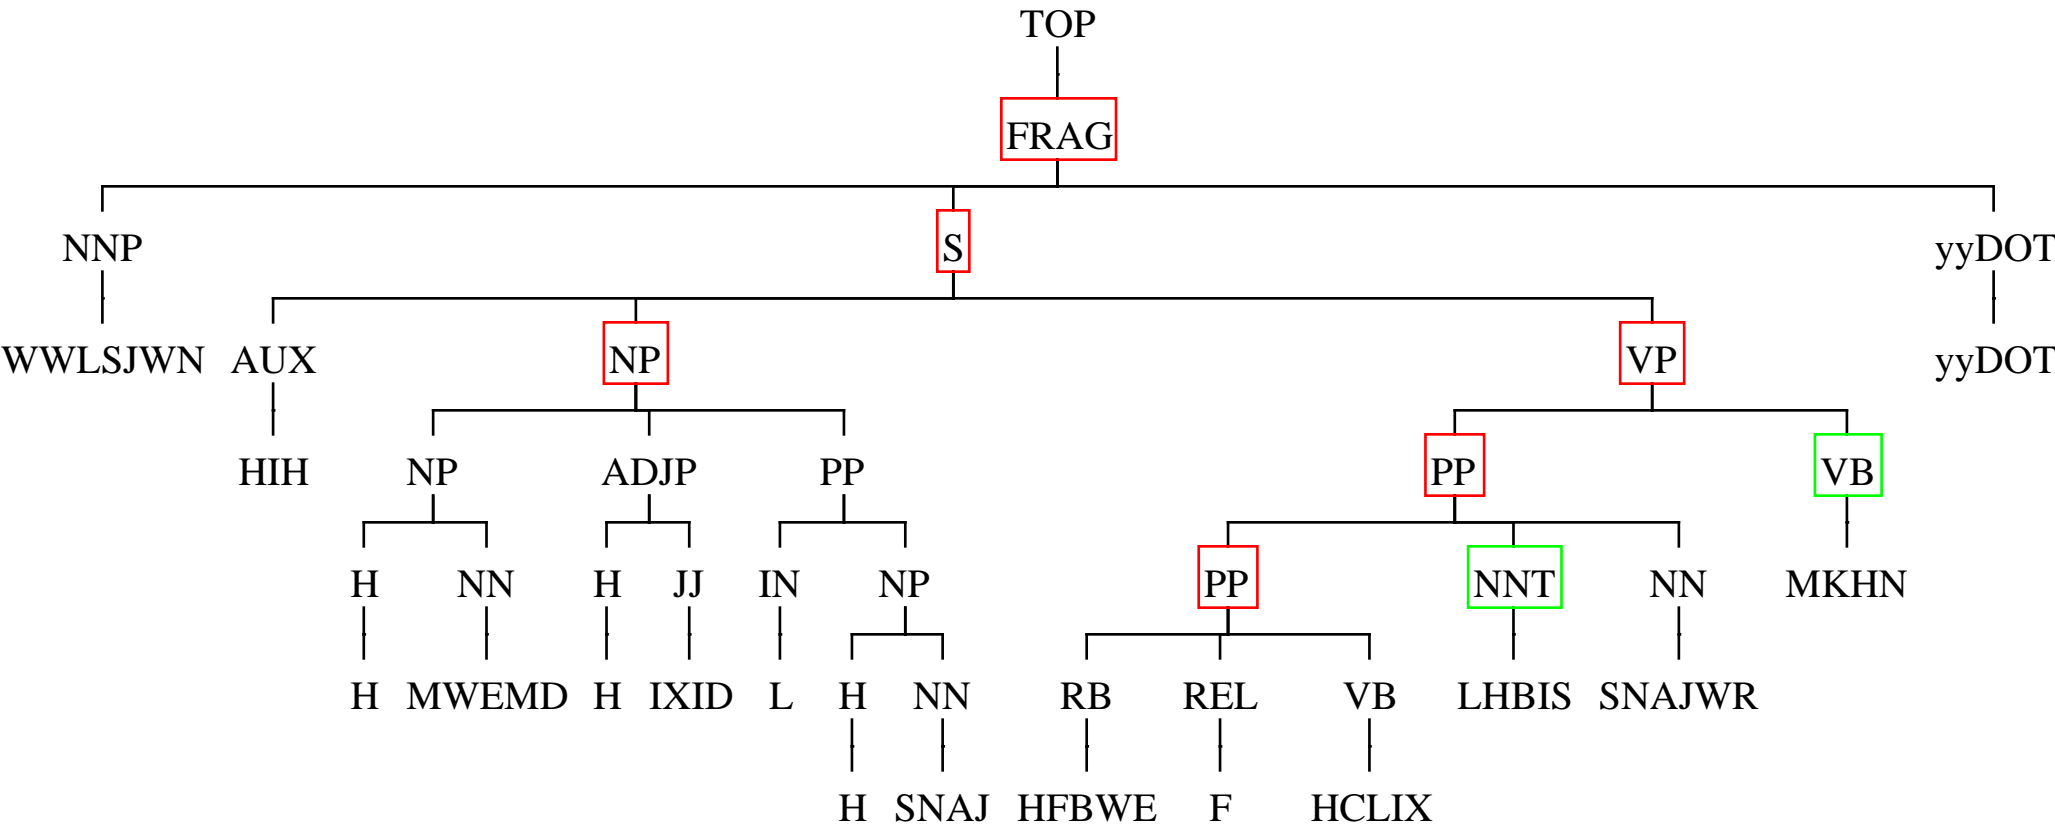 TOP
FRAG
NNP S yyDOT
WWLSJWN AUX NP VP yyDOT
HIH NP ADJP PP PP VB
H NN H JJ IN NP PP NNT NN MKHN
H MWEMD H IXID L H NN RB REL VB LHBIS SNAJWR
H SNAJ HFBWE F HCLIX